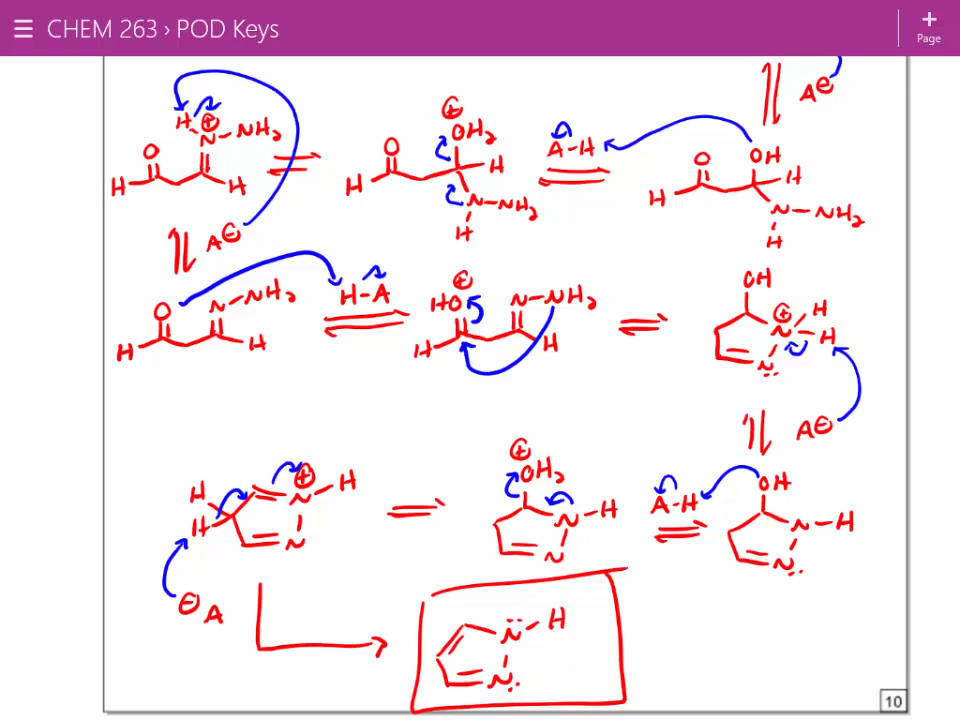 ☰ CHEM 263 › POD Keys
+
Page
A⊖
H ⊕ N–NH₂ O H H
⊕ OH₂ O H H N–NH₂ H
A–H
OH O H H N–NH₂ H
A⊖
O N–NH₂ H H
H–A
⊕ HO N–NH₂ H H
OH ⊕ N H H N:
A⊖
H H ⊕ N H N
⊖ A
⊕ OH₂ N–H N
A–H
OH N–H N:
N̈–H N:
10